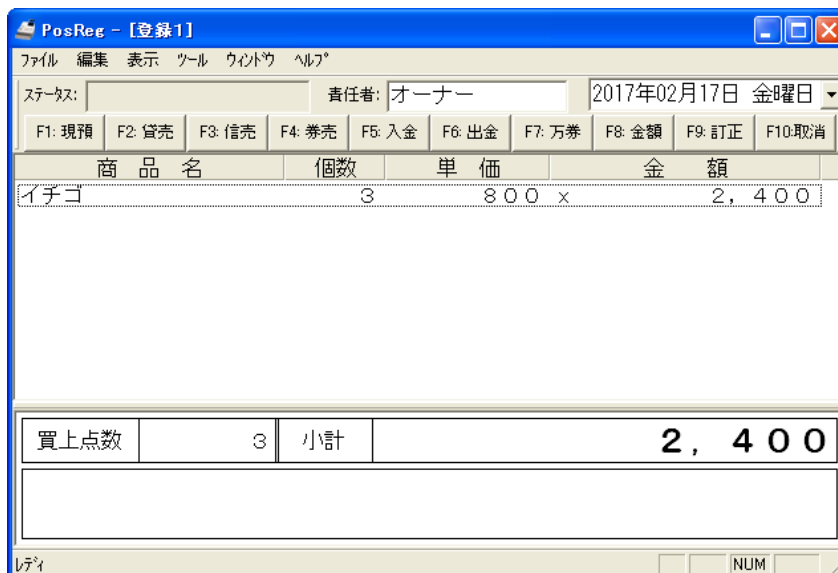 PosReg - [登録1]
ファイル 編集 表示 ツール ウィンドウ ヘルプ
ステータス: 責任者: オーナー 2017年02月17日 金曜日
F1: 現預 F2: 貸売 F3: 信売 F4: 券売 F5: 入金 F6: 出金 F7: 万券 F8: 金額 F9: 訂正 F10:取消
商 品 名 個数 単 価 金 額
イチゴ 3 800 x 2,400
買上点数 3 小計 2,400
レディ NUM